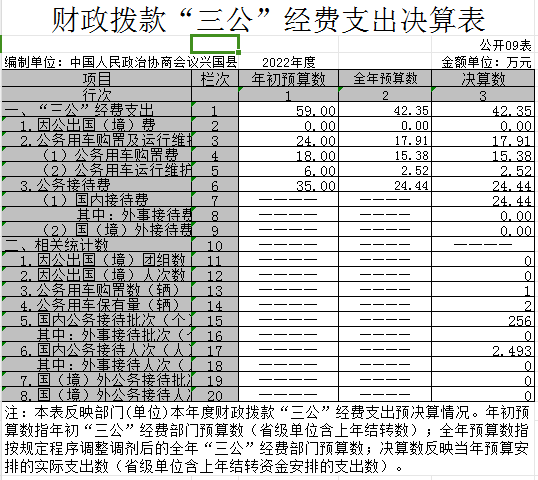 财政拨款“三公”经费支出决算表
公开09表
编制单位：中国人民政治协商会议兴国县 2022年度 金额单位：万元
项目 栏次 年初预算数 全年预算数 决算数
行次 1 2 3
一、“三公”经费支出 1 59.00 42.35 42.35
1.因公出国（境）费 2 0.00 0.00 0.00
2.公务用车购置及运行维护 3 24.00 17.91 17.91
（1）公务用车购置费 4 18.00 15.38 15.38
（2）公务用车运行维护 5 6.00 2.52 2.52
3.公务接待费 6 35.00 24.44 24.44
（1）国内接待费 7 ———— ———— 24.44
其中：外事接待费 8 ———— ———— 0.00
（2）国（境）外接待费 9 ———— ———— 0.00
二、相关统计数 10 ———— ———— ————
1.因公出国（境）团组数 11 ———— ———— 0
2.因公出国（境）人次数 12 ———— ———— 0
3.公务用车购置数（辆） 13 ———— ———— 1
4.公务用车保有量（辆） 14 ———— ———— 2
5.国内公务接待批次（个 15 ———— ———— 256
其中：外事接待批次（个 16 ———— ———— 0
6.国内公务接待人次（人 17 ———— ———— 2,493
其中：外事接待人次（ 18 ———— ———— 0
7.国（境）外公务接待批次 19 ———— ———— 0
8.国（境）外公务接待人 20 ———— ———— 0
注：本表反映部门(单位)本年度财政拨款“三公”经费支出预决算情况。年初预
算数指年初“三公”经费部门预算数（省级单位含上年结转数）；全年预算数指
按规定程序调整调剂后的全年“三公”经费部门预算数；决算数反映当年预算安
排的实际支出数（省级单位含上年结转资金安排的支出数）。